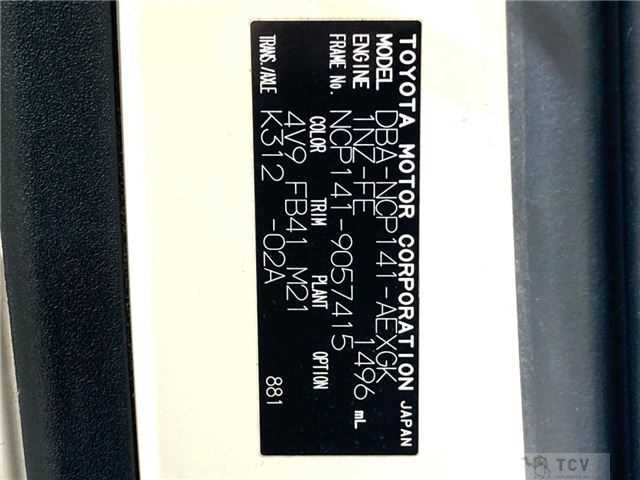 TOYOTA MOTOR CORPORATION JAPAN
MODEL DBA-NCP141-AEXGK
ENGINE 1NZ-FE 1496 mL
FRAME No. NCP141-9057415
COLOR TRIM PLANT OPTION
4V9 FB41 M21
TRANS./AXLE K312 -02A 881
TCV